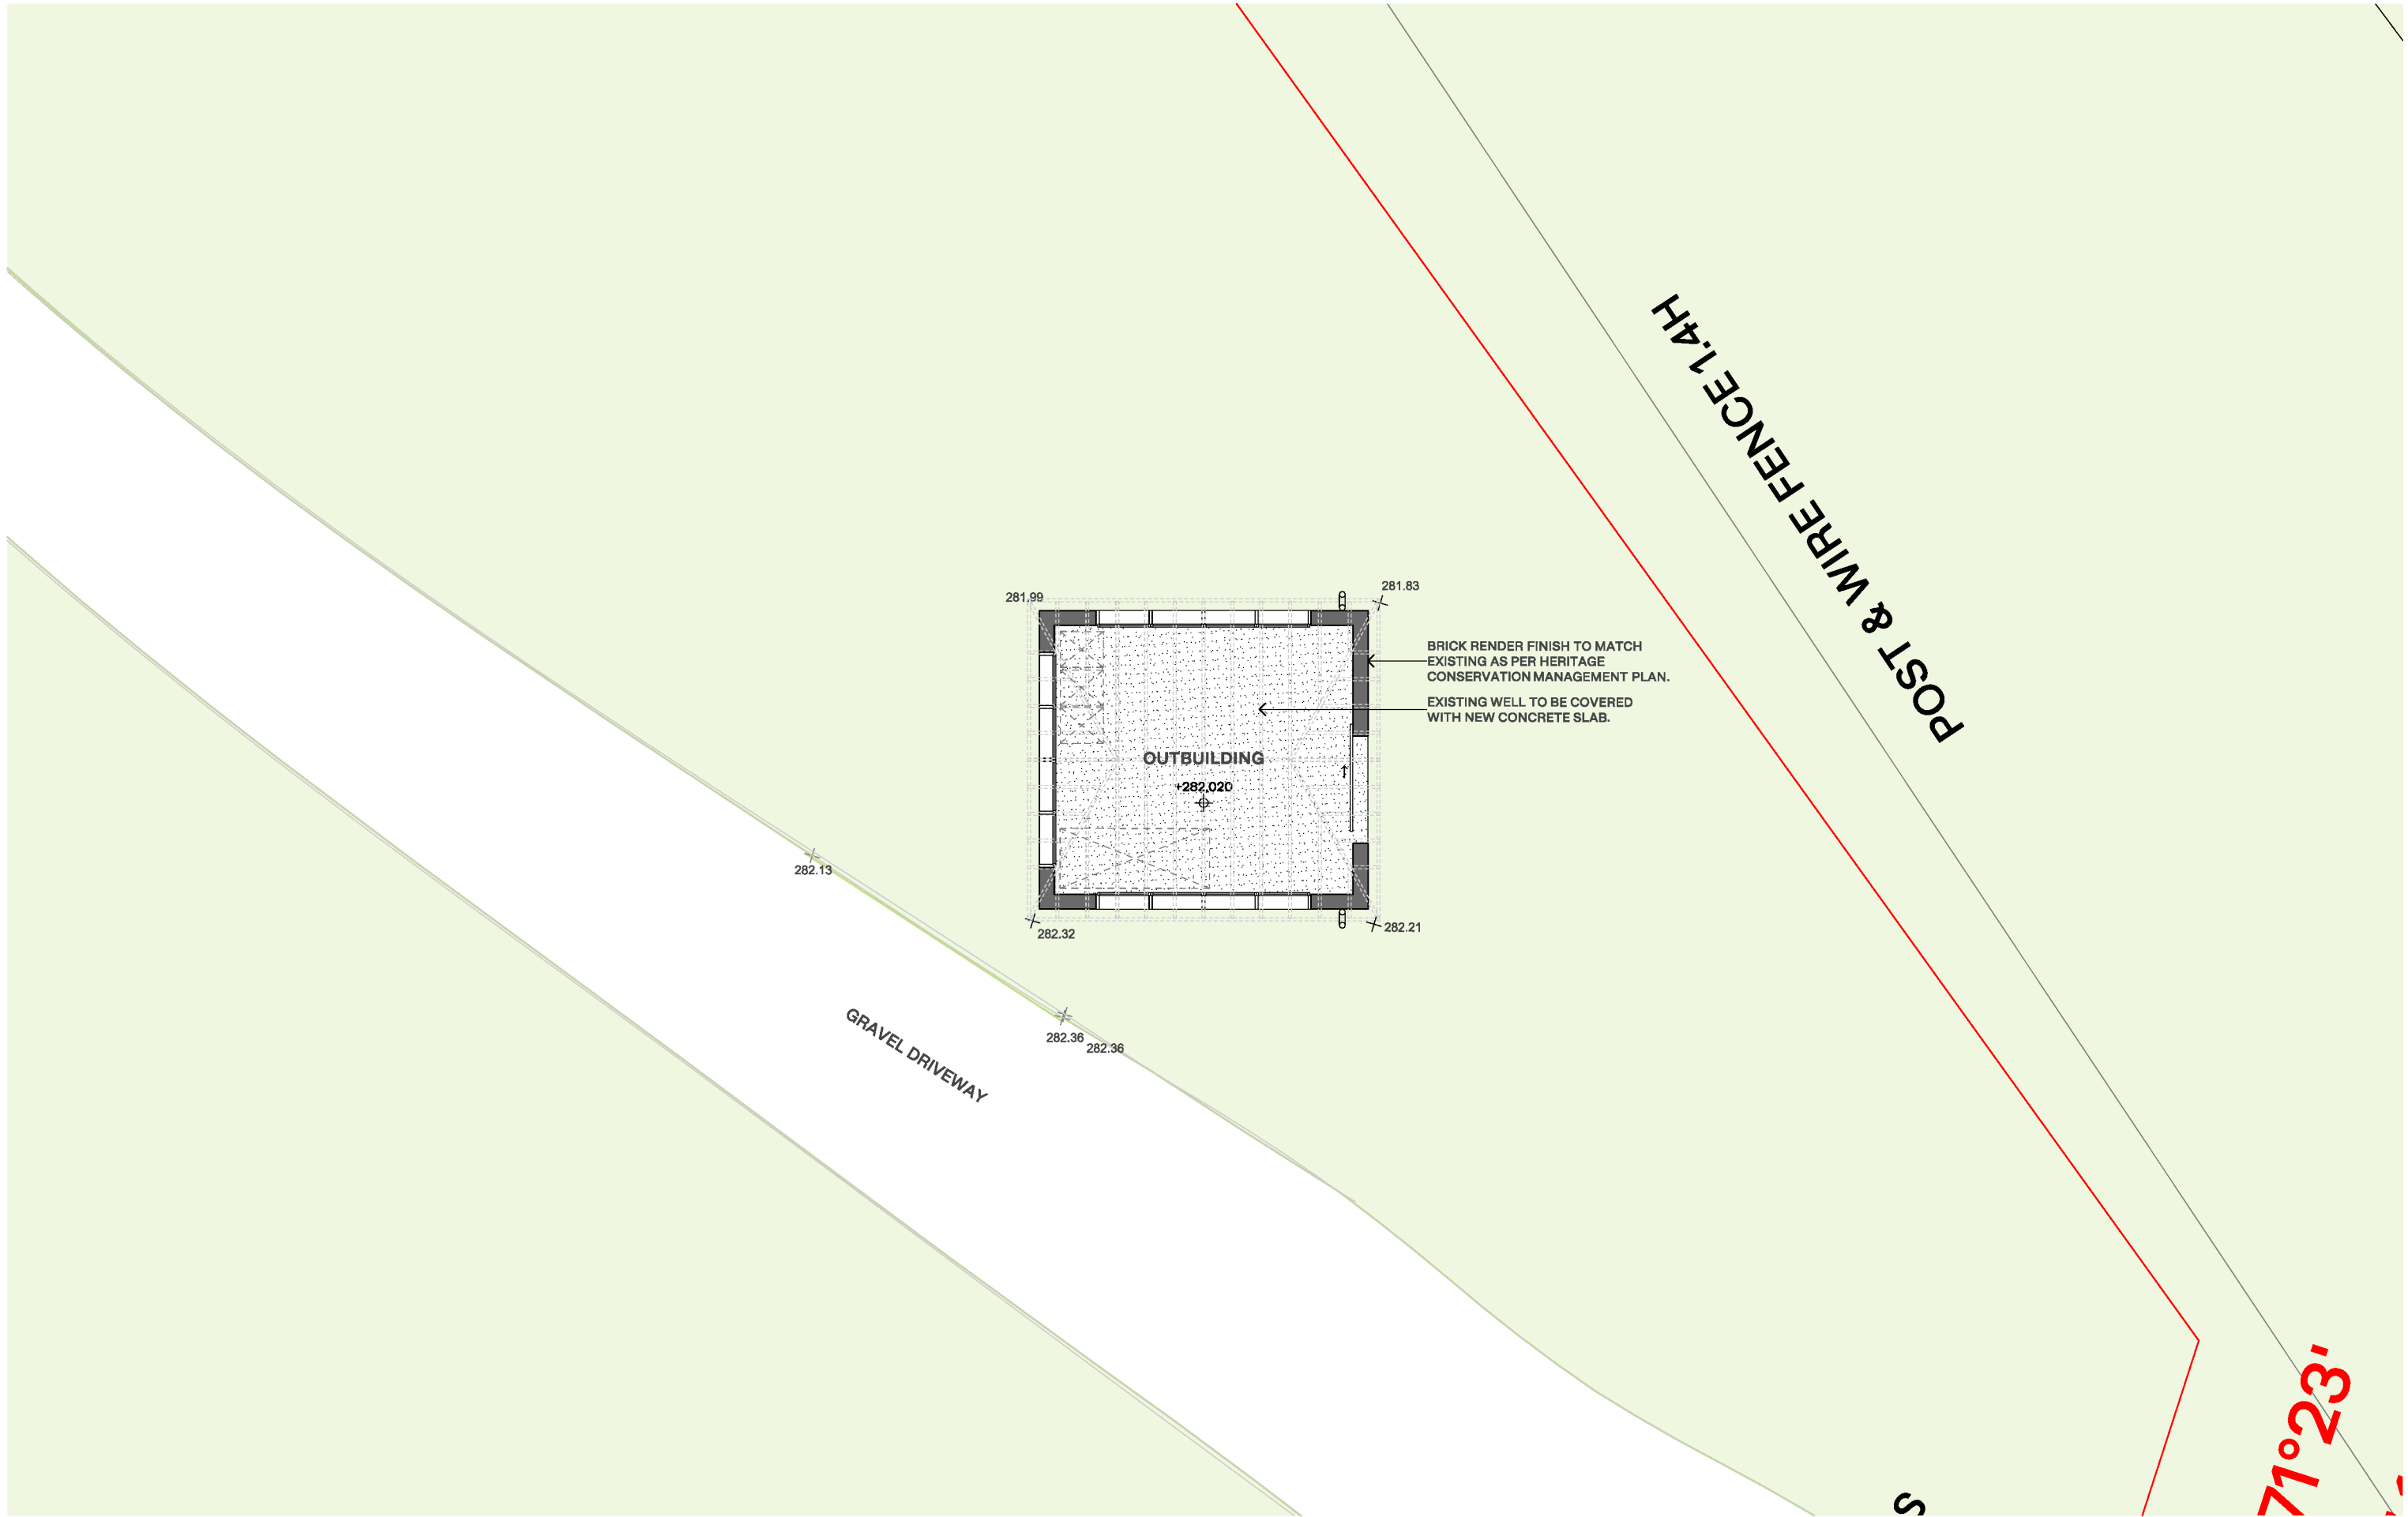 POST & WIRE FENCE 1.4H
281.99
281.83
BRICK RENDER FINISH TO MATCH
EXISTING AS PER HERITAGE
CONSERVATION MANAGEMENT PLAN.
EXISTING WELL TO BE COVERED
WITH NEW CONCRETE SLAB.
OUTBUILDING
+282,020
282.13
282.32
282.21
282.36
282.36
GRAVEL DRIVEWAY
71°23'
S